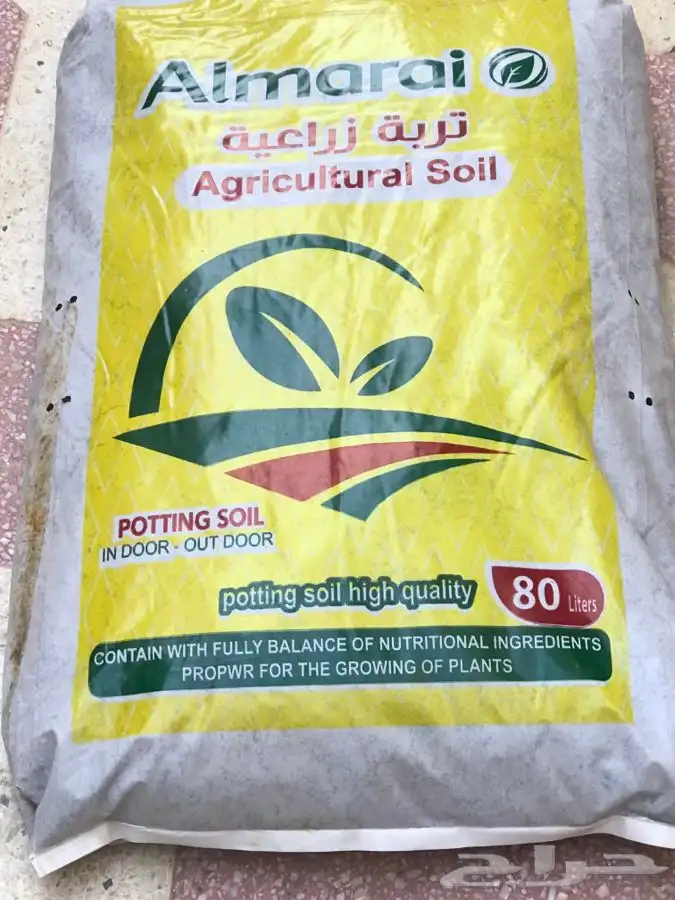 Almarai
تربة زراعية
Agricultural Soil
POTTING SOIL
IN DOOR - OUT DOOR
potting soil high quality
80 Liters
CONTAIN WITH FULLY BALANCE OF NUTRITIONAL INGREDIENTS
PROPWR FOR THE GROWING OF PLANTS
حراج